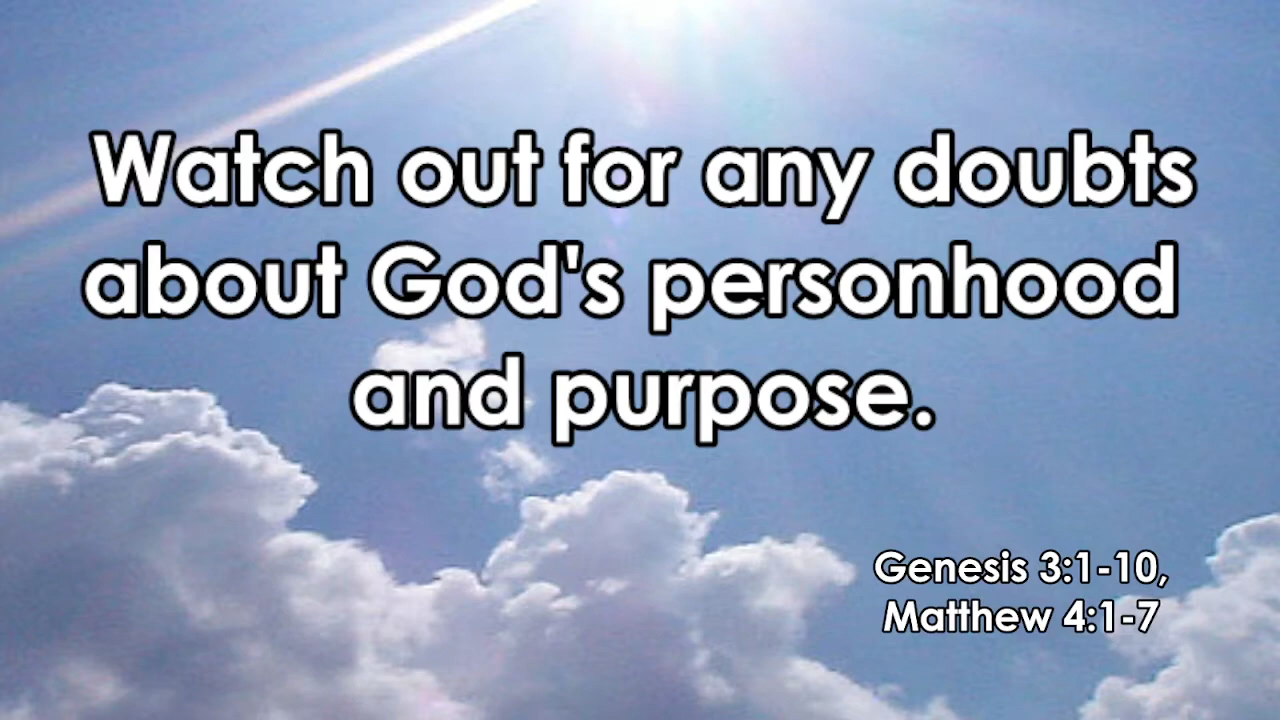 Watch out for any doubts
about God's personhood
and purpose.
Genesis 3:1-10,
Matthew 4:1-7